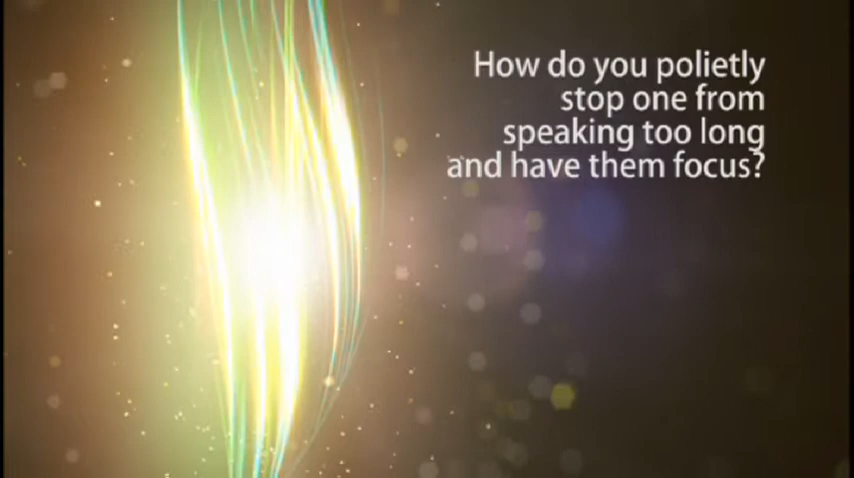 How do you polietly
stop one from
speaking too long
and have them focus?